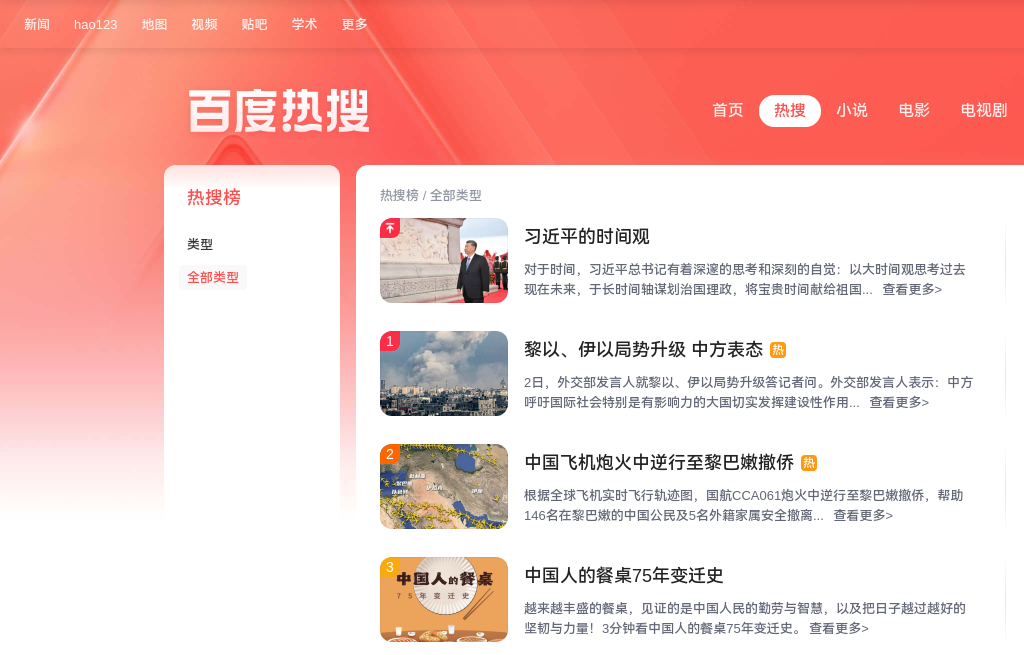 新闻 hao123 地图 视频 贴吧 学术 更多
百度热搜
首页 热搜 小说 电影 电视剧
热搜榜
类型
全部类型
热搜榜 / 全部类型
习近平的时间观
对于时间，习近平总书记有着深邃的思考和深刻的自觉：以大时间观思考过去
现在未来，于长时间轴谋划治国理政，将宝贵时间献给祖国... 查看更多>
1
黎以、伊以局势升级 中方表态 热
2日，外交部发言人就黎以、伊以局势升级答记者问。外交部发言人表示：中方
呼吁国际社会特别是有影响力的大国切实发挥建设性作用... 查看更多>
2
中国飞机炮火中逆行至黎巴嫩撤侨 热
根据全球飞机实时飞行轨迹图，国航CCA061炮火中逆行至黎巴嫩撤侨，帮助
146名在黎巴嫩的中国公民及5名外籍家属安全撤离... 查看更多>
3
中国人的餐桌
75年变迁史
中国人的餐桌75年变迁史
越来越丰盛的餐桌，见证的是中国人民的勤劳与智慧，以及把日子越过越好的
坚韧与力量！3分钟看中国人的餐桌75年变迁史。 查看更多>